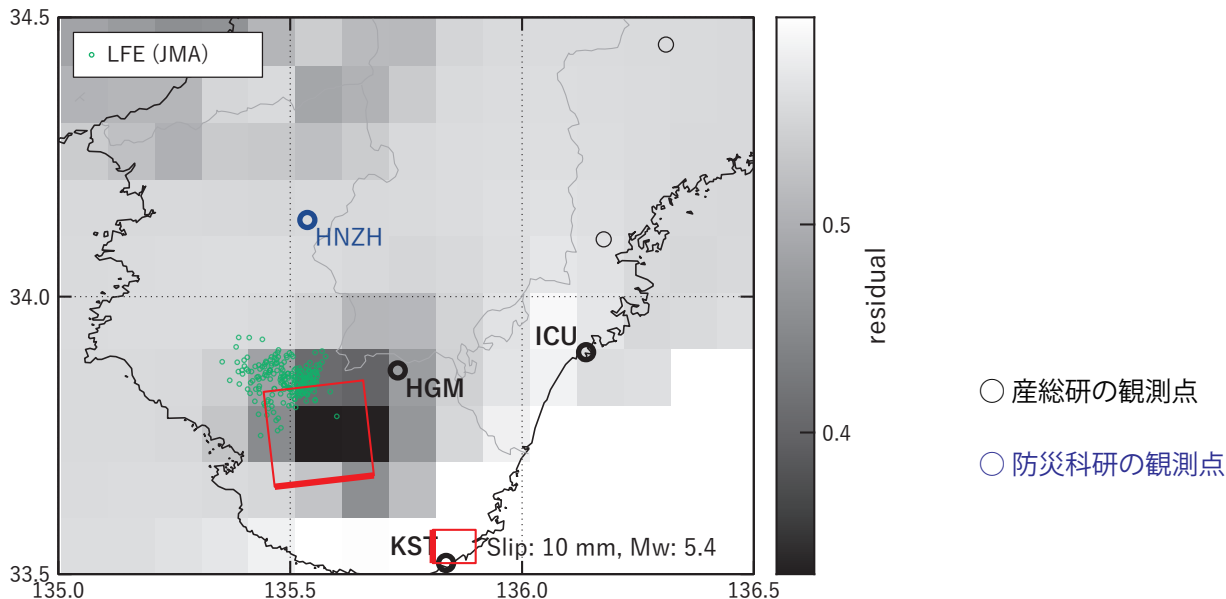 34.5
LFE (JMA)
HNZH
0.5
34.0
residual
ICU
HGM
産総研の観測点
0.4
防災科研の観測点
KST
Slip: 10 mm, Mw: 5.4
33.5
135.0
135.5
136.0
136.5